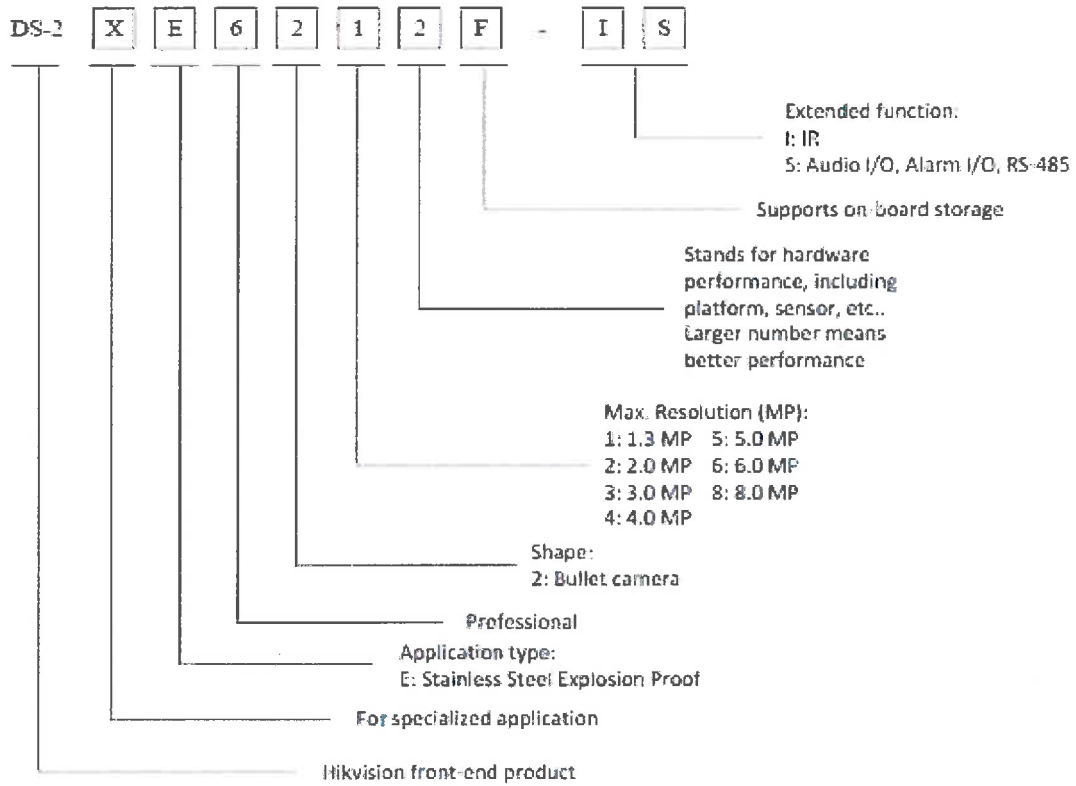 DS-2 X E 6 2 1 2 F - I S
Extended function:
I: IR
S: Audio I/O, Alarm I/O, RS-485
Supports on-board storage
Stands for hardware
performance, including
platform, sensor, etc..
Larger number means
better performance
Max. Resolution (MP):
1: 1.3 MP 5: 5.0 MP
2: 2.0 MP 6: 6.0 MP
3: 3.0 MP 8: 8.0 MP
4: 4.0 MP
Shape:
2: Bullet camera
Professional
Application type:
E: Stainless Steel Explosion Proof
For specialized application
Hikvision front-end product